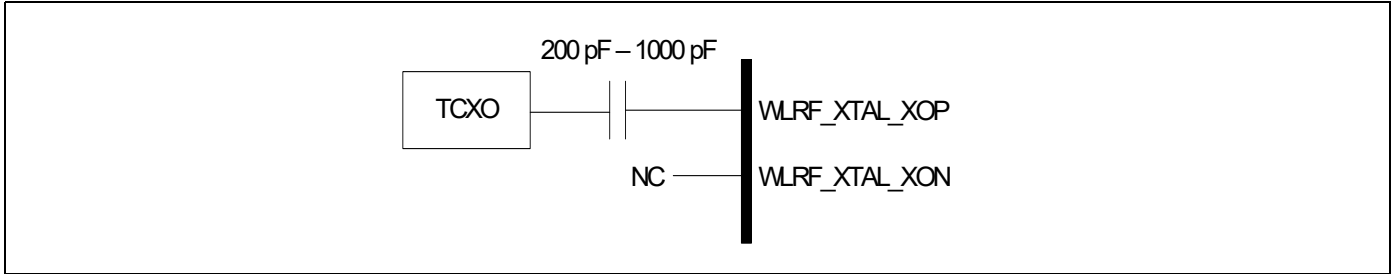 200 pF – 1000 pF
TCXO
WLRF_XTAL_XOP
NC
WLRF_XTAL_XON